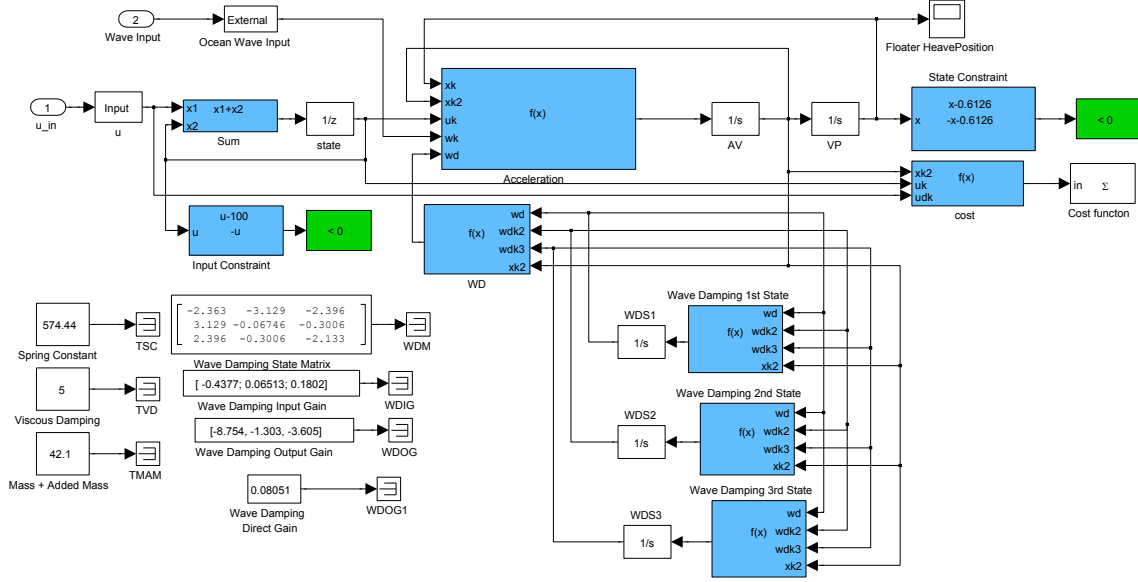 2
Wave Input
External
Ocean Wave Input
Floater HeavePosition
1
u_in
Input
u
x1
x2
x1+x2
Sum
1/z
state
xk
xk2
uk
wk
wd
f(x)
Acceleration
1/s
AV
1/s
VP
State Constraint
x
x-0.6126
-x-0.6126
< 0
xk2
uk
udk
f(x)
cost
in
Σ
Cost functon
u
u-100
-u
Input Constraint
< 0
f(x)
wd
wdk2
wdk3
xk2
WD
574.44
Spring Constant
TSC
-2.363 -3.129 -2.396
3.129 -0.06746 -0.3006
2.396 -0.3006 -2.133
Wave Damping State Matrix
WDM
5
Viscous Damping
TVD
[ -0.4377; 0.06513; 0.1802]
Wave Damping Input Gain
WDIG
[-8.754, -1.303, -3.605]
Wave Damping Output Gain
WDOG
42.1
Mass + Added Mass
TMAM
0.08051
Wave Damping
Direct Gain
WDOG1
Wave Damping 1st State
WDS1
1/s
f(x)
wd
wdk2
wdk3
xk2
Wave Damping 2nd State
WDS2
1/s
f(x)
wd
wdk2
wdk3
xk2
Wave Damping 3rd State
WDS3
1/s
f(x)
wd
wdk2
wdk3
xk2